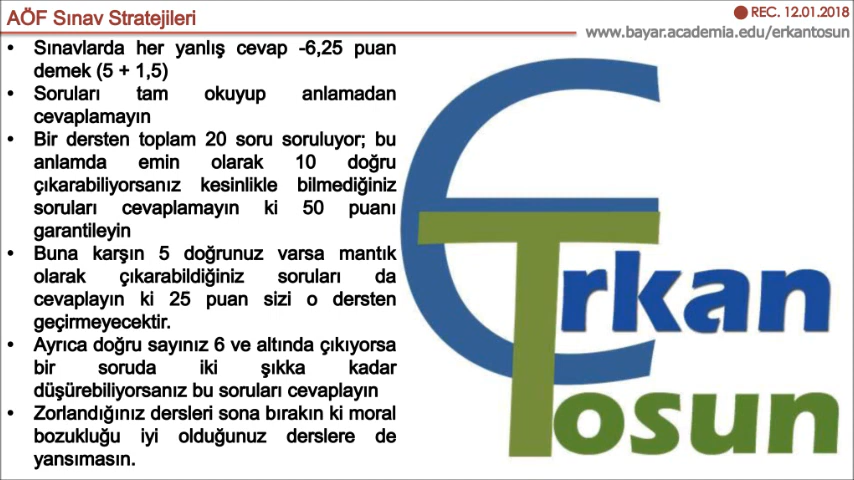 AÖF Sınav Stratejileri
REC. 12.01.2018
www.bayar.academia.edu/erkantosun
• Sınavlarda her yanlış cevap -6,25 puan
demek (5 + 1,5)
• Soruları tam okuyup anlamadan
cevaplamayın
• Bir dersten toplam 20 soru soruluyor; bu
anlamda emin olarak 10 doğru
çıkarabiliyorsanız kesinlikle bilmediğiniz
soruları cevaplamayın ki 50 puanı
garantileyin
• Buna karşın 5 doğrunuz varsa mantık
olarak çıkarabildiğiniz soruları da
cevaplayın ki 25 puan sizi o dersten
geçirmeyecektir.
• Ayrıca doğru sayınız 6 ve altında çıkıyorsa
bir soruda iki şıkka kadar
düşürebiliyorsanız bu soruları cevaplayın
• Zorlandığınız dersleri sona bırakın ki moral
bozukluğu iyi olduğunuz derslere de
yansımasın.
Erkan
Tosun